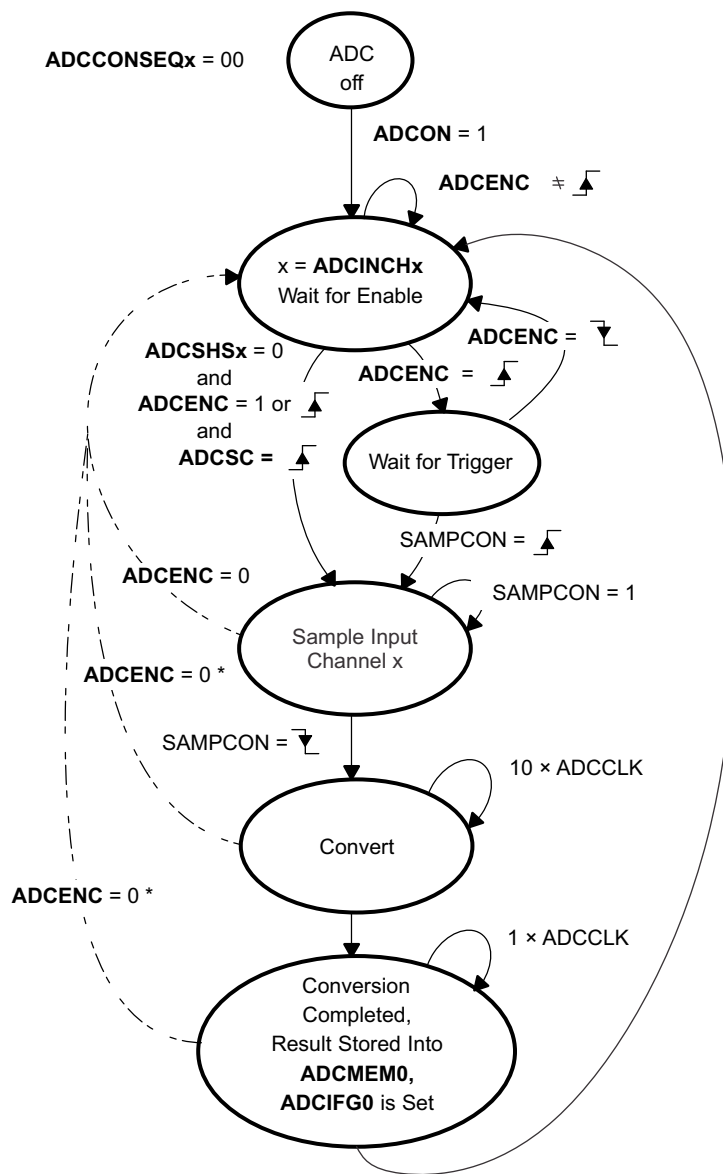 ADCCONSEQx = 00
ADC
off
ADCON = 1
ADCENC ≠
x = ADCINCHx
Wait for Enable
ADCSHSx = 0
and
ADCENC = 1 or
and
ADCSC =
ADCENC =
ADCENC =
Wait for Trigger
SAMPCON =
SAMPCON = 1
ADCENC = 0
Sample Input
Channel x
ADCENC = 0 *
SAMPCON =
10 × ADCCLK
Convert
ADCENC = 0 *
1 × ADCCLK
Conversion
Completed,
Result Stored Into
ADCMEM0,
ADCIFG0 is Set